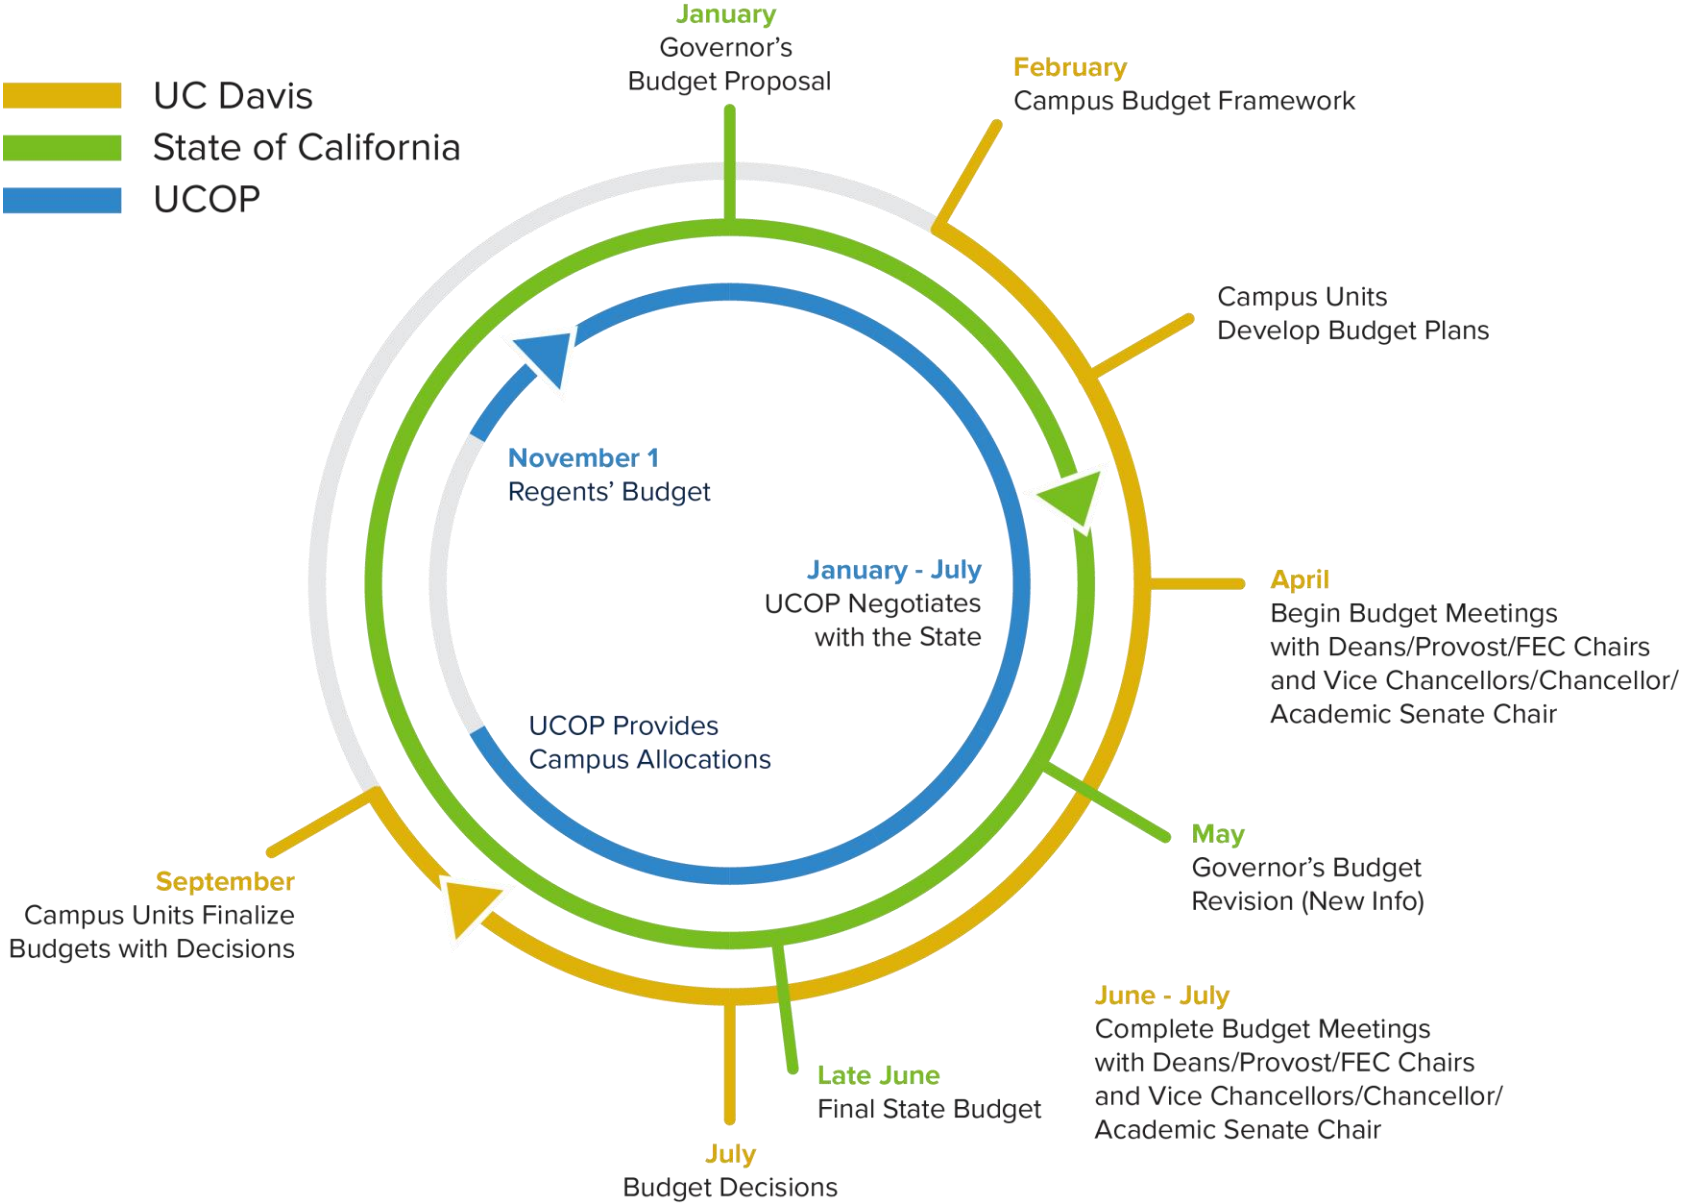 UC Davis
State of California
UCOP
January
Governor’s
Budget Proposal
February
Campus Budget Framework
Campus Units
Develop Budget Plans
November 1
Regents’ Budget
January - July
UCOP Negotiates
with the State
April
Begin Budget Meetings
with Deans/Provost/FEC Chairs
and Vice Chancellors/Chancellor/
Academic Senate Chair
UCOP Provides
Campus Allocations
May
Governor’s Budget
Revision (New Info)
September
Campus Units Finalize
Budgets with Decisions
June - July
Complete Budget Meetings
with Deans/Provost/FEC Chairs
and Vice Chancellors/Chancellor/
Academic Senate Chair
Late June
Final State Budget
July
Budget Decisions